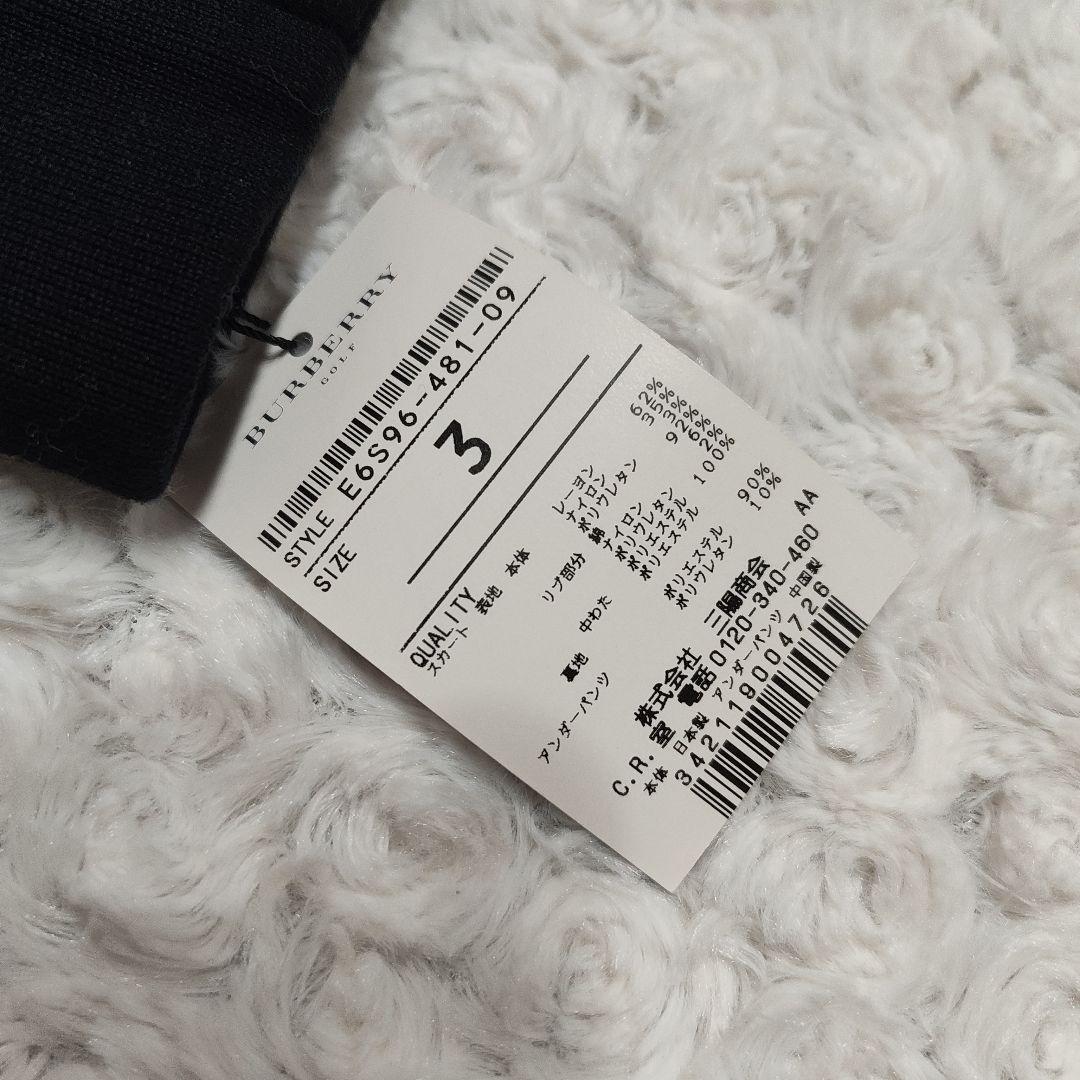 BURBERRY
GOLF
STYLE E6S96-481-09
SIZE 3
QUALITY
スカート 表地 本体 レーヨン 62%
ナイロン 35%
ポリウレタン 3%
リブ部分 綿 92%
ナイロン 6%
ポリウレタン 2%
中わた ポリエステル
裏地 ポリエステル 100%
アンダーパンツ ポリエステル 90%
ポリウレタン 10%
株式会社 三陽商会
C.R.室 電話0120-340-460 AA
本体 日本製 アンダーパンツ 中国製
3421190004726